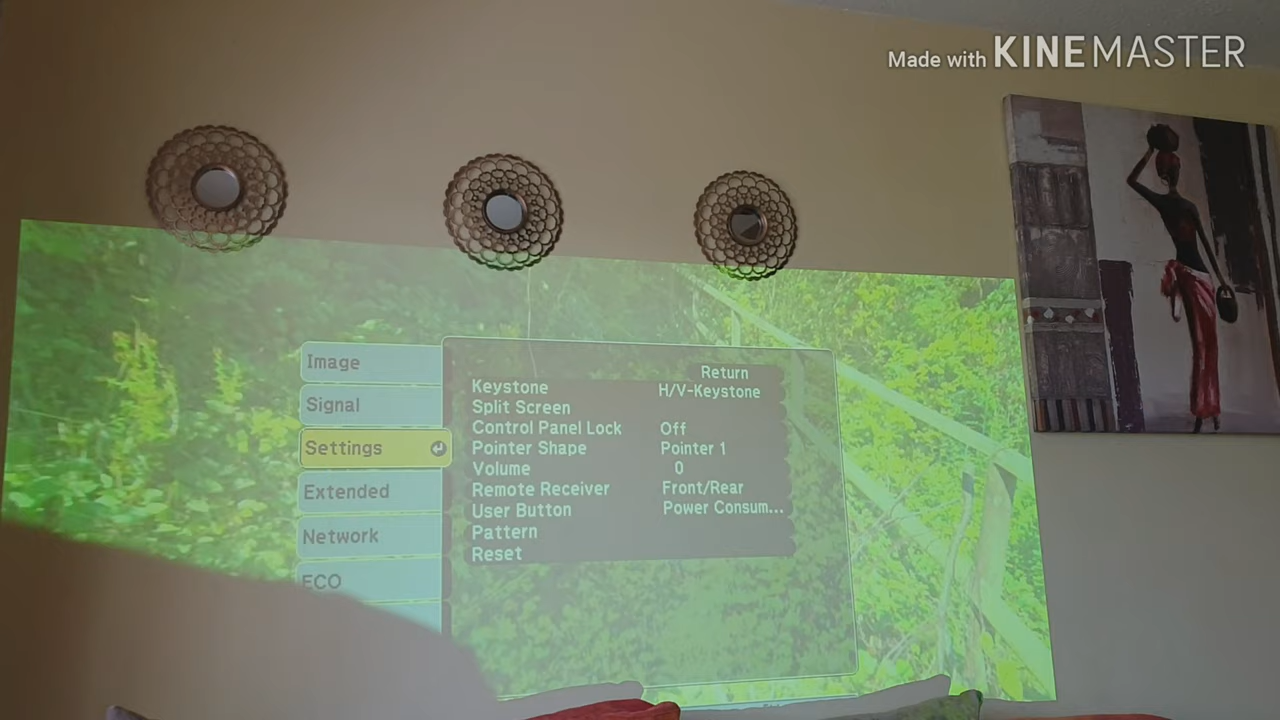 Made with KINEMASTER
Image
Signal
Settings
Extended
Network
ECO
Return
Keystone H/V-Keystone
Split Screen
Control Panel Lock Off
Pointer Shape Pointer 1
Volume 0
Remote Receiver Front/Rear
User Button Power Consum...
Pattern
Reset